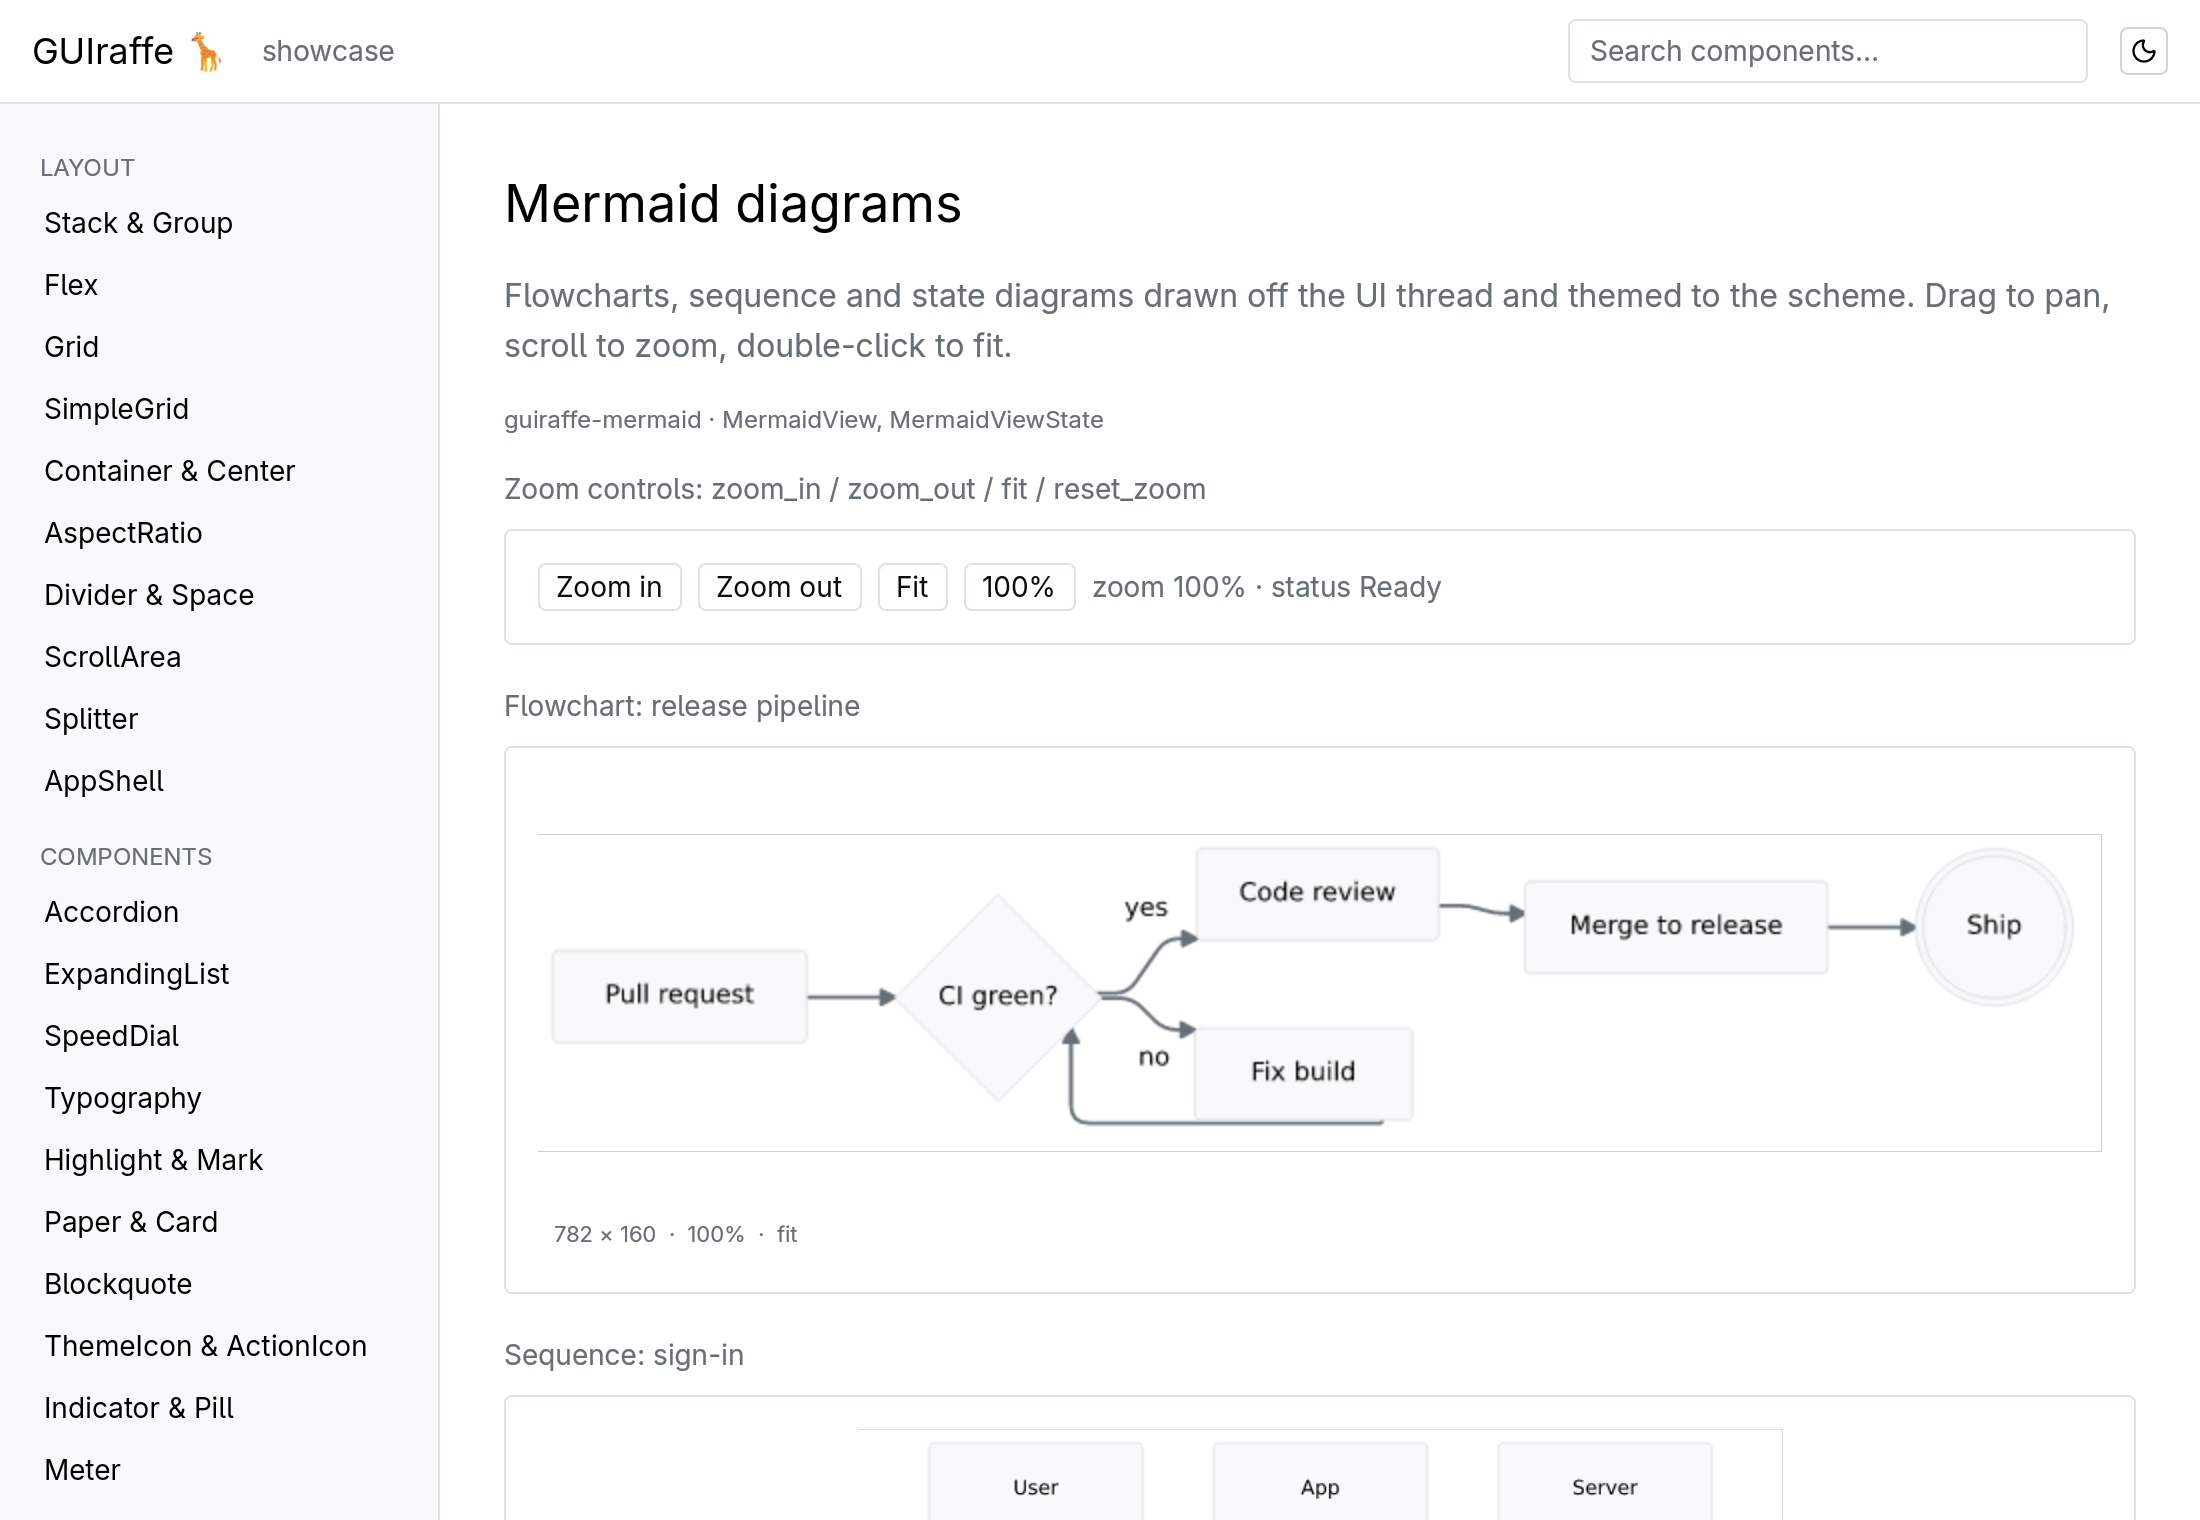 GUIraffe 🦒 showcase
Search components...
LAYOUT
Stack & Group
Flex
Grid
SimpleGrid
Container & Center
AspectRatio
Divider & Space
ScrollArea
Splitter
AppShell
COMPONENTS
Accordion
ExpandingList
SpeedDial
Typography
Highlight & Mark
Paper & Card
Blockquote
ThemeIcon & ActionIcon
Indicator & Pill
Meter
Mermaid diagrams
Flowcharts, sequence and state diagrams drawn off the UI thread and themed to the scheme. Drag to pan,
scroll to zoom, double-click to fit.
guiraffe-mermaid · MermaidView, MermaidViewState
Zoom controls: zoom_in / zoom_out / fit / reset_zoom
Zoom in Zoom out Fit 100% zoom 100% · status Ready
Flowchart: release pipeline
Pull request
CI green?
yes
no
Code review
Fix build
Merge to release
Ship
782 × 160 · 100% · fit
Sequence: sign-in
User App Server